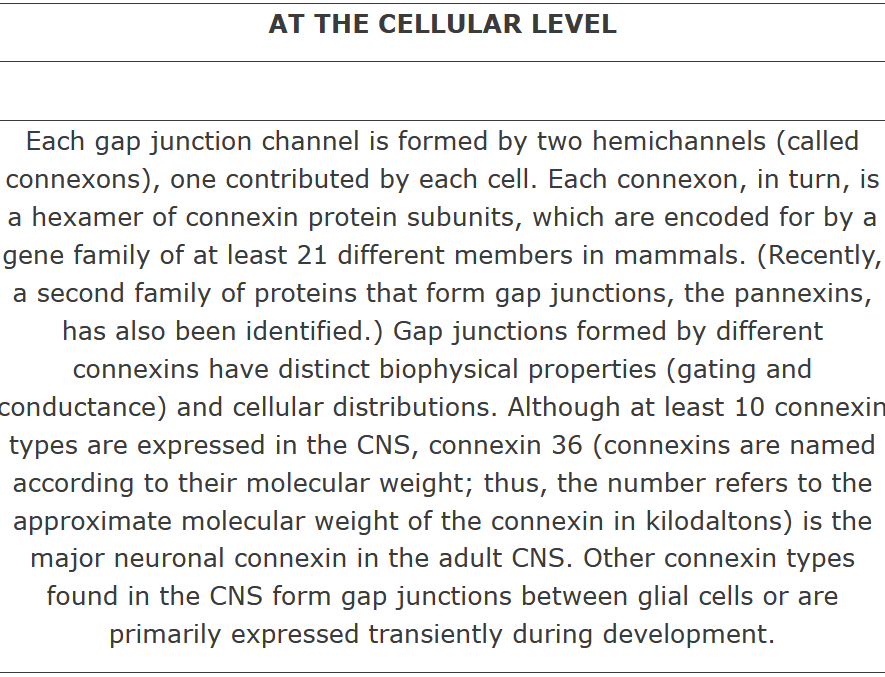 AT THE CELLULAR LEVEL
Each gap junction channel is formed by two hemichannels (called
connexons), one contributed by each cell. Each connexon, in turn, is
a hexamer of connexin protein subunits, which are encoded for by a
gene family of at least 21 different members in mammals. (Recently,
a second family of proteins that form gap junctions, the pannexins,
has also been identified.) Gap junctions formed by different
connexins have distinct biophysical properties (gating and
conductance) and cellular distributions. Although at least 10 connexin
types are expressed in the CNS, connexin 36 (connexins are named
according to their molecular weight; thus, the number refers to the
approximate molecular weight of the connexin in kilodaltons) is the
major neuronal connexin in the adult CNS. Other connexin types
found in the CNS form gap junctions between glial cells or are
primarily expressed transiently during development.